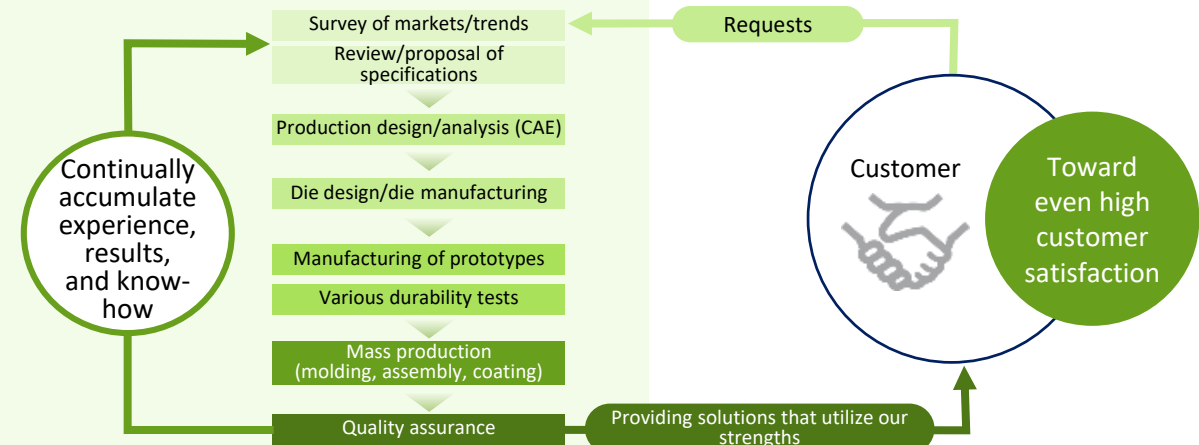 Survey of markets/trends
Requests
Review/proposal of
specifications
Production design/analysis (CAE)
Continually
accumulate
experience,
results,
and know-
how
Die design/die manufacturing
Manufacturing of prototypes
Various durability tests
Mass production
(molding, assembly, coating)
Quality assurance
Providing solutions that utilize our
strengths
Customer
Toward
even high
customer
satisfaction